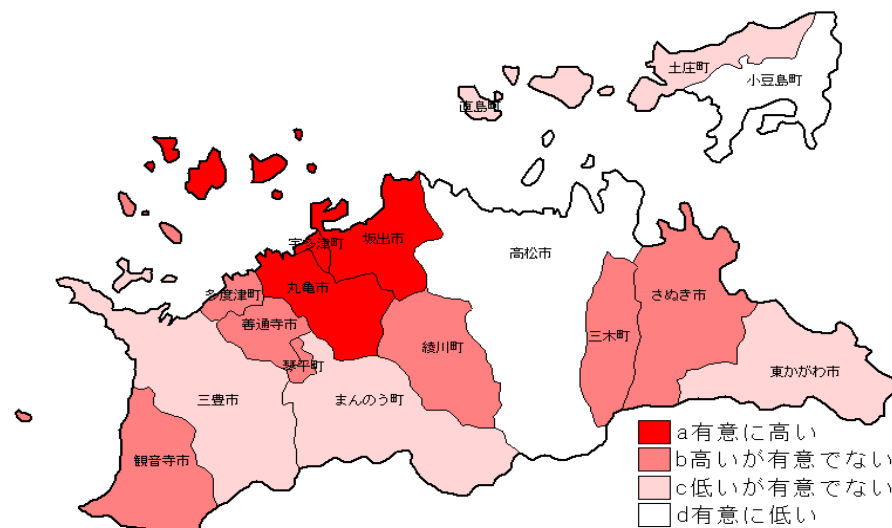 土庄町
小豆島町
直島町
宇多津町
坂出市
高松市
多度津町
丸亀市
さぬき市
善通寺市
三木町
綾川町
琴平町
東かがわ市
三豊市
まんのう町
観音寺市
a有意に高い
b高いが有意でない
c低いが有意でない
d有意に低い